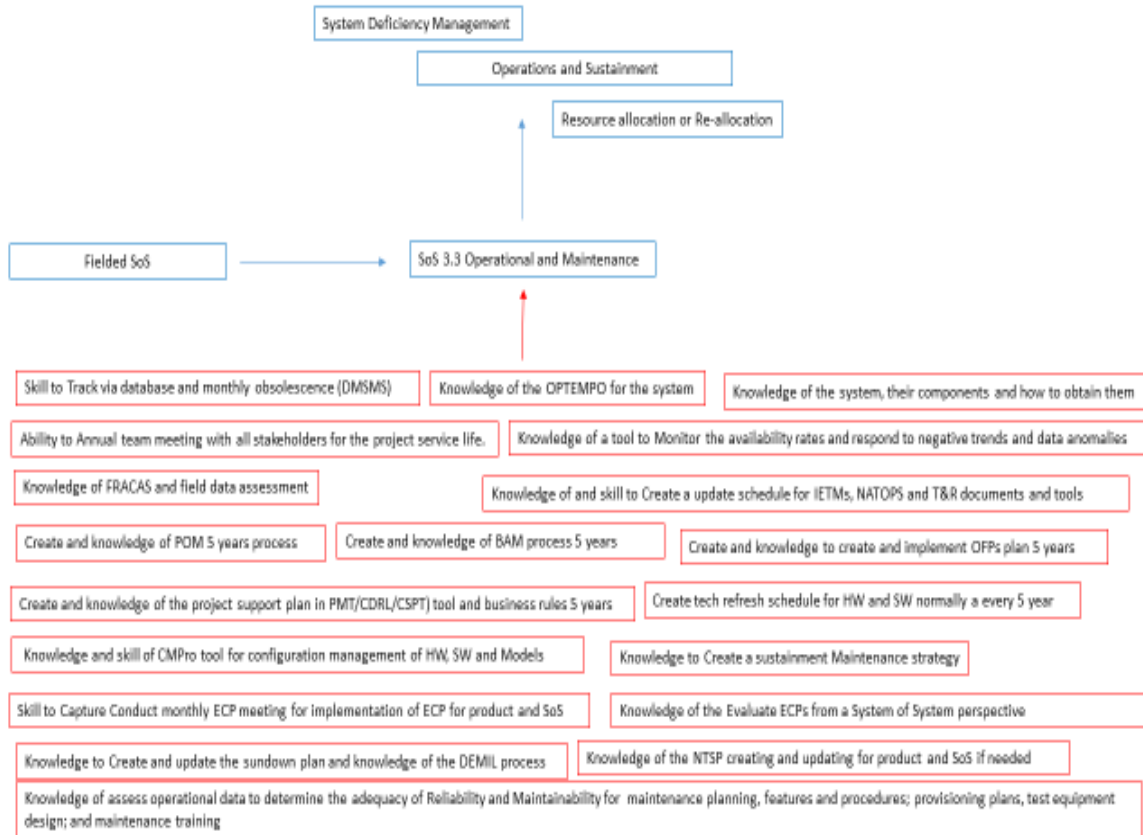 System Deficiency Management
Operations and Sustainment
Resource allocation or Re-allocation
Fielded SoS
SoS 3.3 Operational and Maintenance
Skill to Track via database and monthly obsolescence (DMSMS)
Knowledge of the OPTEMPO for the system
Knowledge of the system, their components and how to obtain them
Ability to Annual team meeting with all stakeholders for the project service life.
Knowledge of a tool to Monitor the availability rates and respond to negative trends and data anomalies
Knowledge of FRACAS and field data assessment
Knowledge of and skill to Create a update schedule for IETMs, NATOPS and T&R documents and tools
Create and knowledge of POM 5 years process
Create and knowledge of BAM process 5 years
Create and knowledge to create and implement OFPs plan 5 years
Create and knowledge of the project support plan in PMT/CDRL/CSPT) tool and business rules 5 years
Create tech refresh schedule for HW and SW normally a every 5 year
Knowledge and skill of CMPro tool for configuration management of HW, SW and Models
Knowledge to Create a sustainment Maintenance strategy
Skill to Capture Conduct monthly ECP meeting for implementation of ECP for product and SoS
Knowledge of the Evaluate ECPs from a System of System perspective
Knowledge to Create and update the sundown plan and knowledge of the DEMIL process
Knowledge of the NTSP creating and updating for product and SoS if needed
Knowledge of assess operational data to determine the adequacy of Reliability and Maintainability for maintenance planning, features and procedures; provisioning plans, test equipment
design; and maintenance training